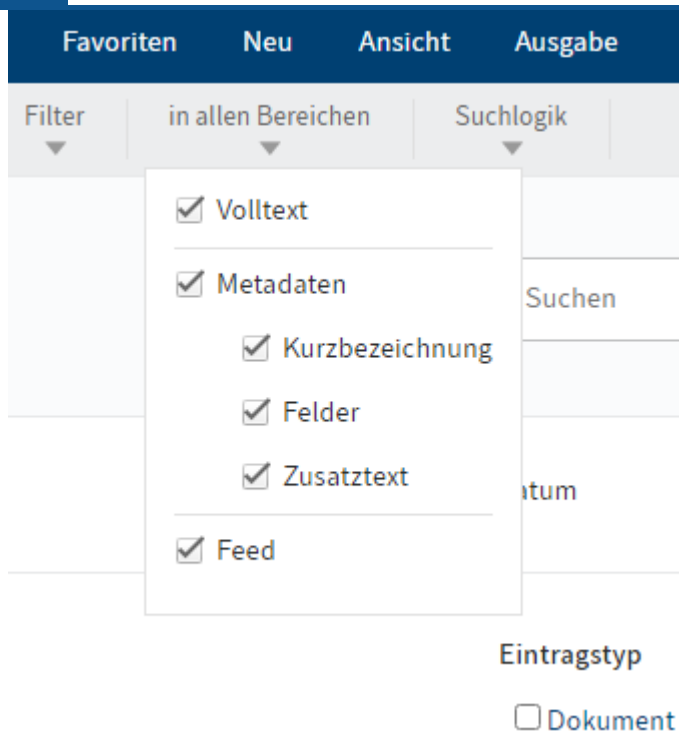 Favoriten Neu Ansicht Ausgabe
Filter in allen Bereichen Suchlogik
Volltext
Metadaten
Suchen
Kurzbezeichnung
Felder
Zusatztext
atum
Feed
Eintragstyp
Dokument